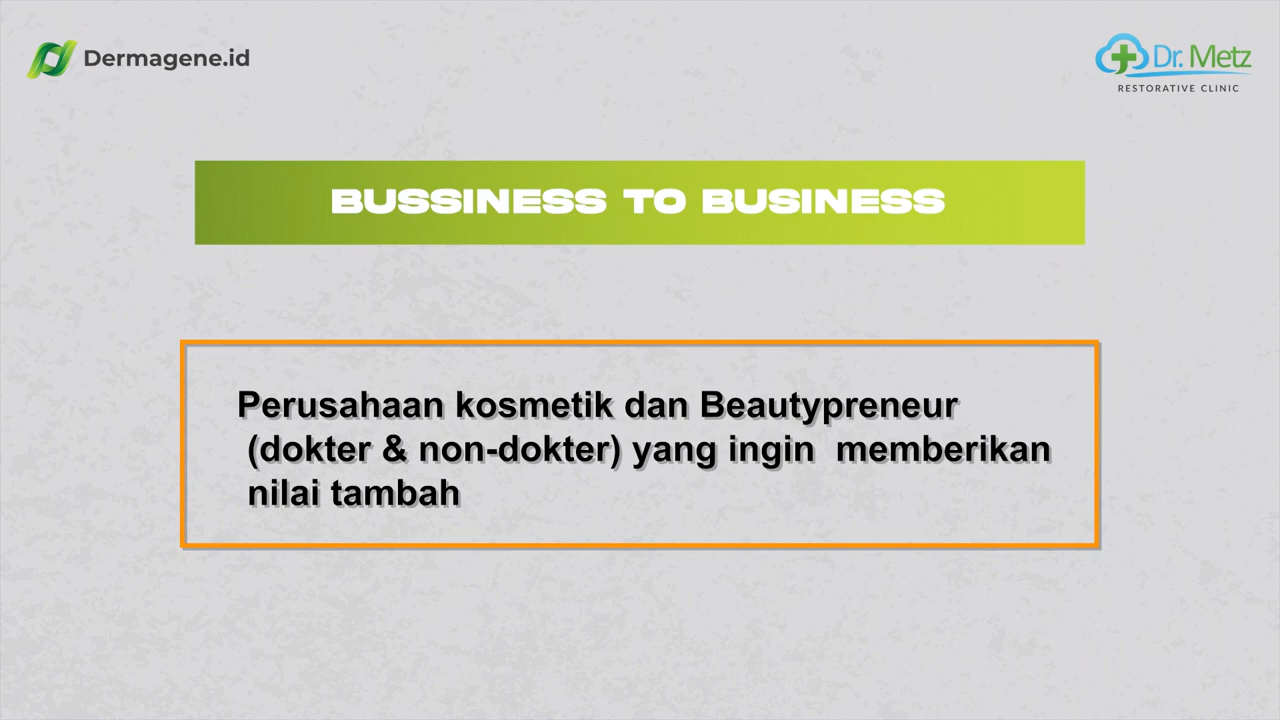 Dermagene.id
Dr. Metz
RESTORATIVE CLINIC
BUSSINESS TO BUSINESS
Perusahaan kosmetik dan Beautypreneur
(dokter & non-dokter) yang ingin  memberikan
nilai tambah